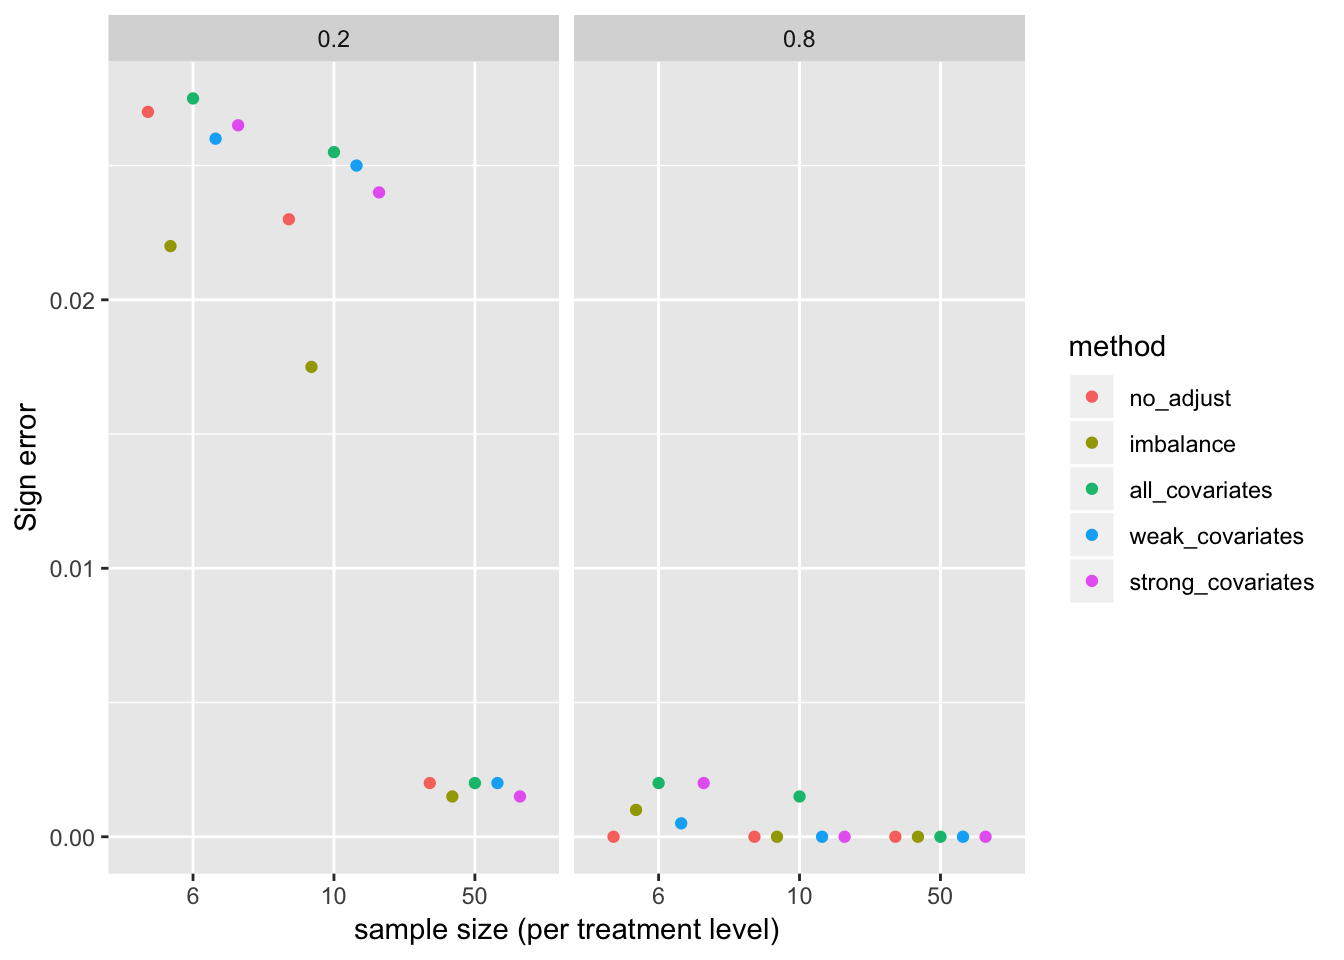 0.2
0.8
Sign error
0.02
0.01
0.00
6
10
50
6
10
50
sample size (per treatment level)
method
no_adjust
imbalance
all_covariates
weak_covariates
strong_covariates